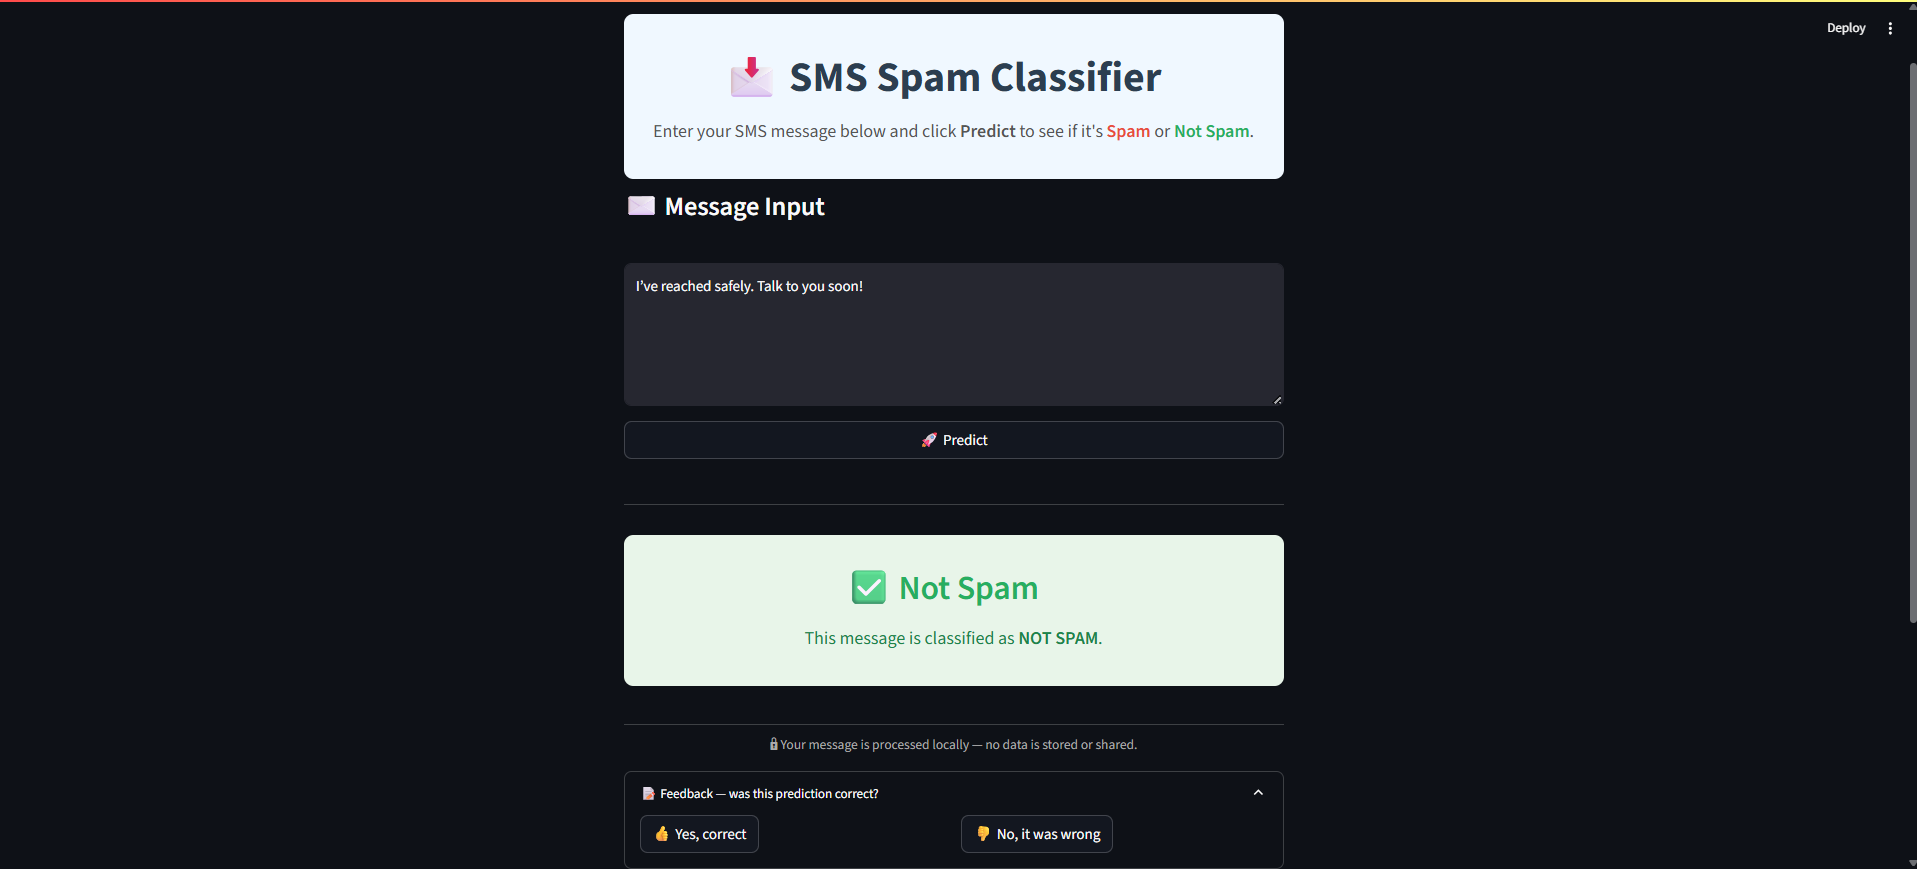 Deploy
SMS Spam Classifier
Enter your SMS message below and click Predict to see if it's Spam or Not Spam.
Message Input
I’ve reached safely. Talk to you soon!
Predict
Not Spam
This message is classified as NOT SPAM.
Your message is processed locally — no data is stored or shared.
Feedback — was this prediction correct?
Yes, correct
No, it was wrong